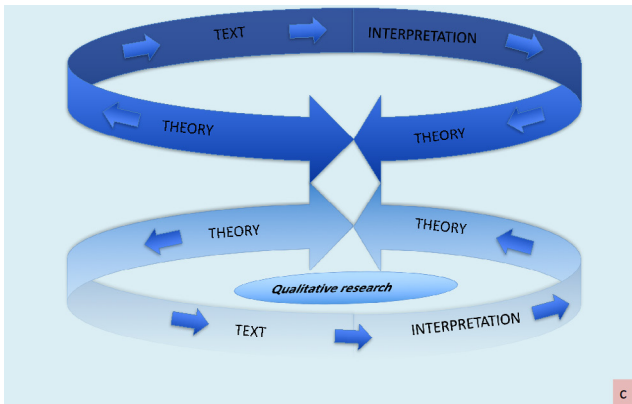 TEXT
INTERPRETATION
THEORY
THEORY
THEORY
THEORY
Qualitative research
TEXT
INTERPRETATION
c